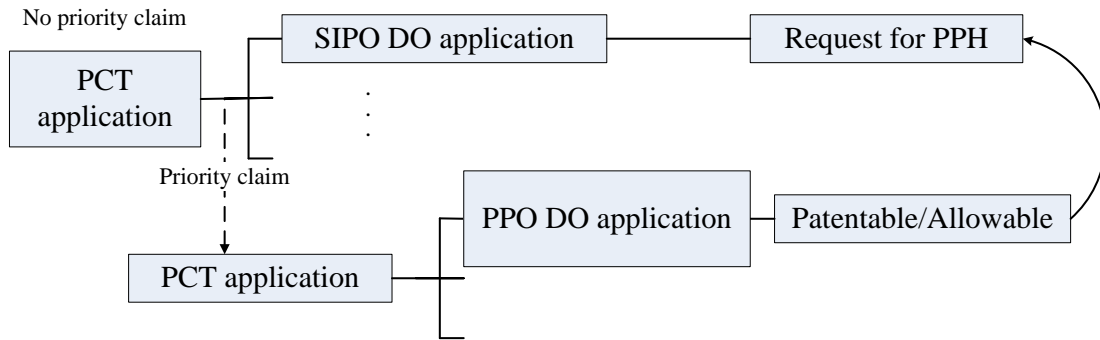 No priority claim
SIPO DO application
Request for PPH
PCT
application
Priority claim
PPO DO application
Patentable/Allowable
PCT application